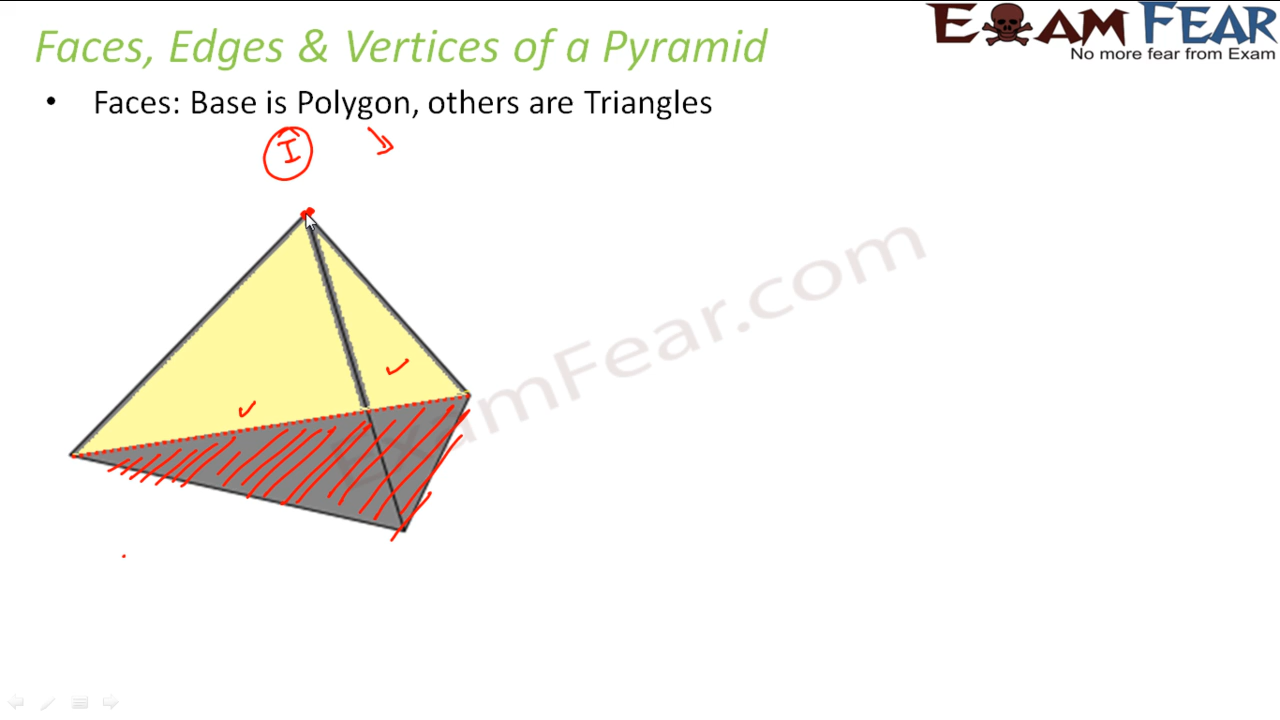 EXAM FEAR
Faces, Edges & Vertices of a Pyramid
No more fear from Exam
• Faces: Base is Polygon, others are Triangles
I
ExamFear.com